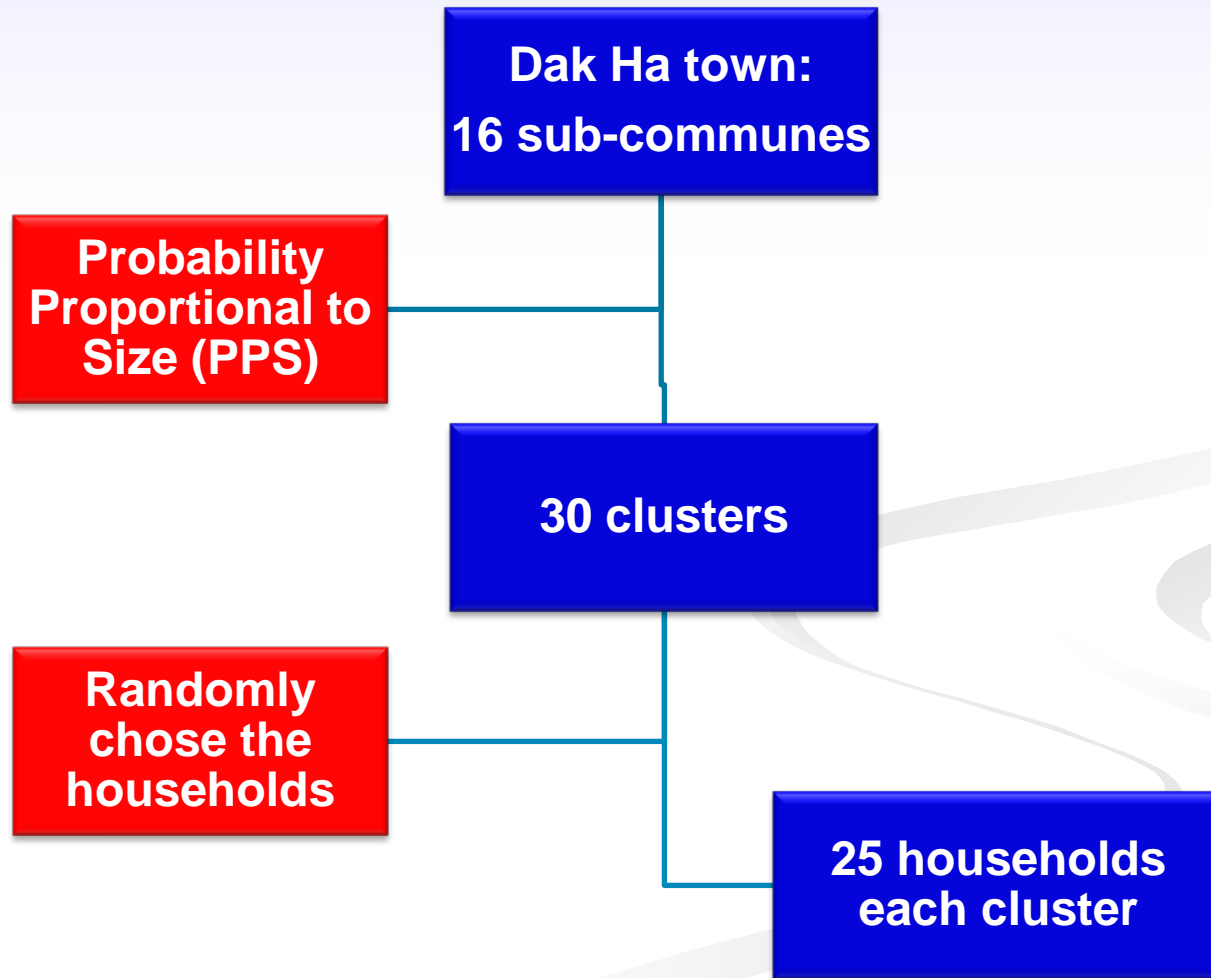 Dak Ha town:
16 sub-communes
Probability
Proportional to
Size (PPS)
30 clusters
Randomly
chose the
households
25 households
each cluster